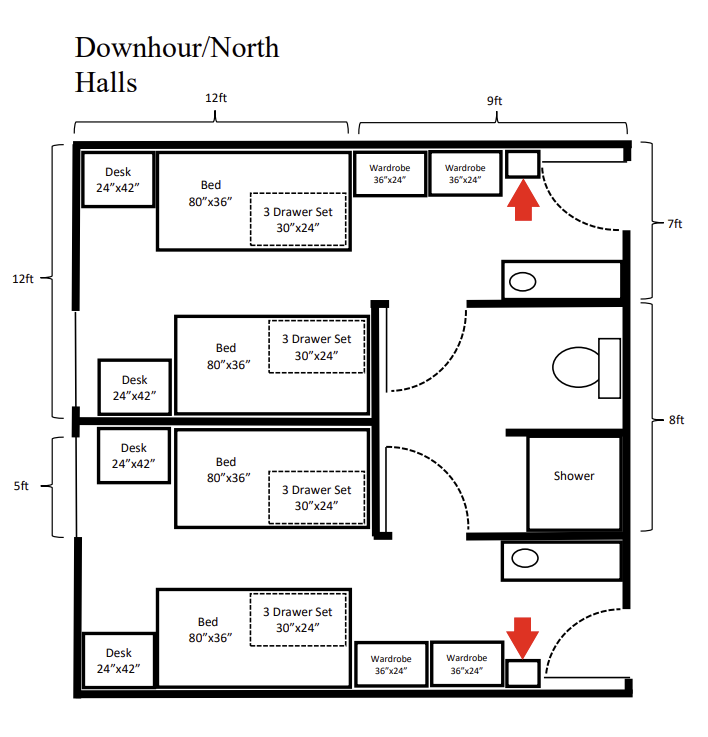 Downhour/North
Halls
12ft
9ft
Desk
24”x42”
Bed
80”x36”
3 Drawer Set
30”x24”
Wardrobe
36”x24”
Wardrobe
36”x24”
7ft
12ft
Bed
80”x36”
3 Drawer Set
30”x24”
Desk
24”x42”
8ft
Desk
24”x42”
Bed
80”x36”
3 Drawer Set
30”x24”
Shower
5ft
Bed
80”x36”
3 Drawer Set
30”x24”
Desk
24”x42”
Wardrobe
36”x24”
Wardrobe
36”x24”